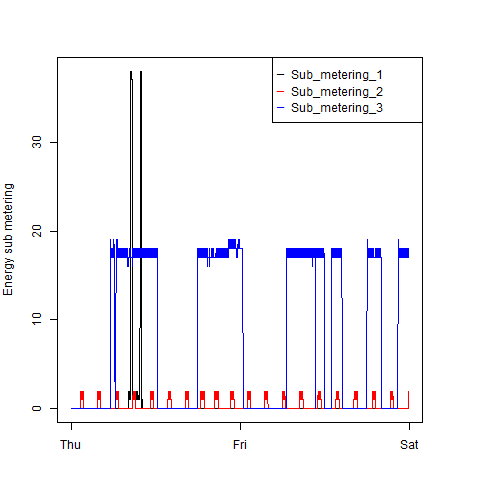 Sub_metering_1
Sub_metering_2
Sub_metering_3
Energy sub metering
30
20
10
0
Thu
Fri
Sat